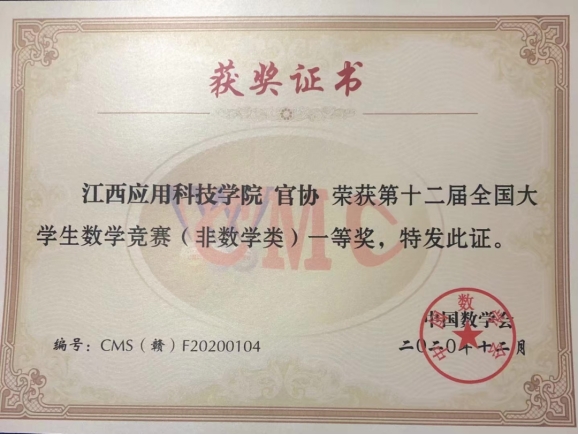 获奖证书
江西应用科技学院 官协 荣获第十二届全国大
学生数学竞赛（非数学类）一等奖，特发此证。
CMC
中国数学会
编号：CMS（赣）F20200104
二〇二〇年十二月